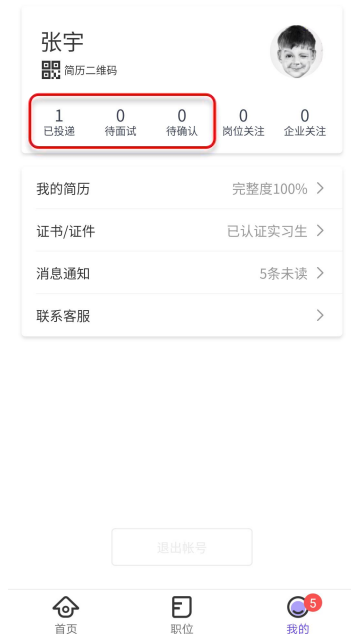 张宇
简历二维码
1 0 0 0 0
已投递 待面试 待确认 岗位关注 企业关注
我的简历 完整度100%
证书/证件 已认证实习生
消息通知 5条未读
联系客服
退出帐号
5
首页 职位 我的